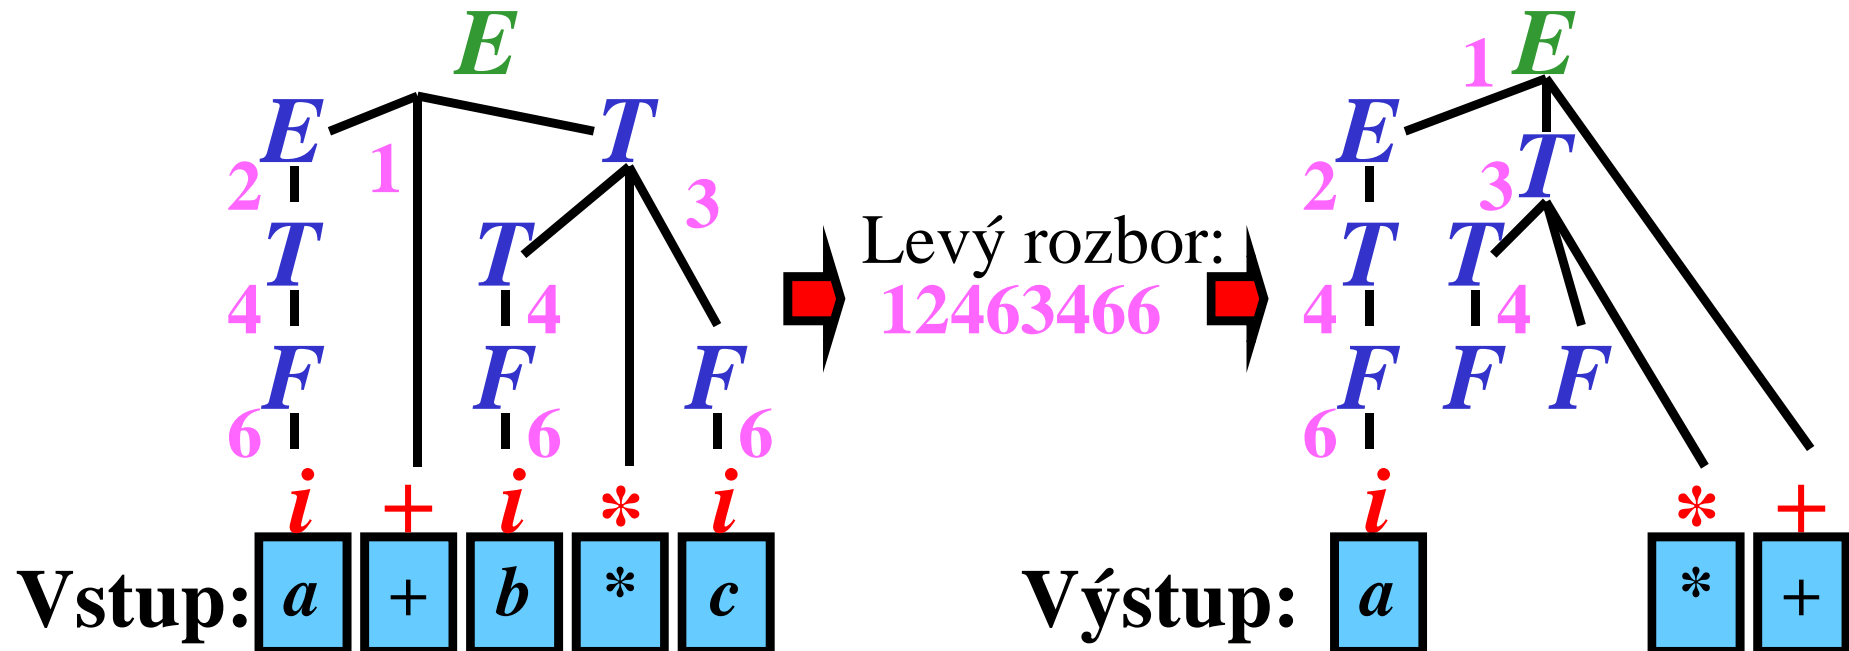 E E
1
E T E T
2 1 3 2 3
Levý rozbor:
T T T T
4 4 12463466 4 4
F F F F F F
6 6 6 6
i + i * i i * +
Vstup: a + b * c Výstup: a * +